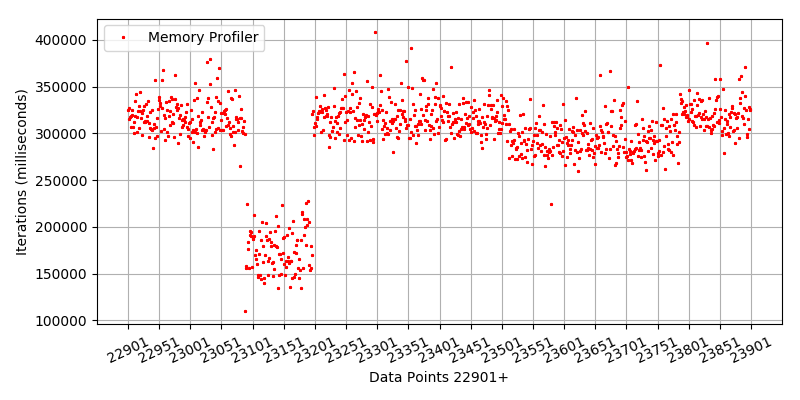 Memory Profiler
Iterations (milliseconds)
400000
350000
300000
250000
200000
150000
100000
22901 22951 23001 23051 23101 23151 23201 23251 23301 23351 23401 23451 23501 23551 23601 23651 23701 23751 23801 23851 23901
Data Points 22901+